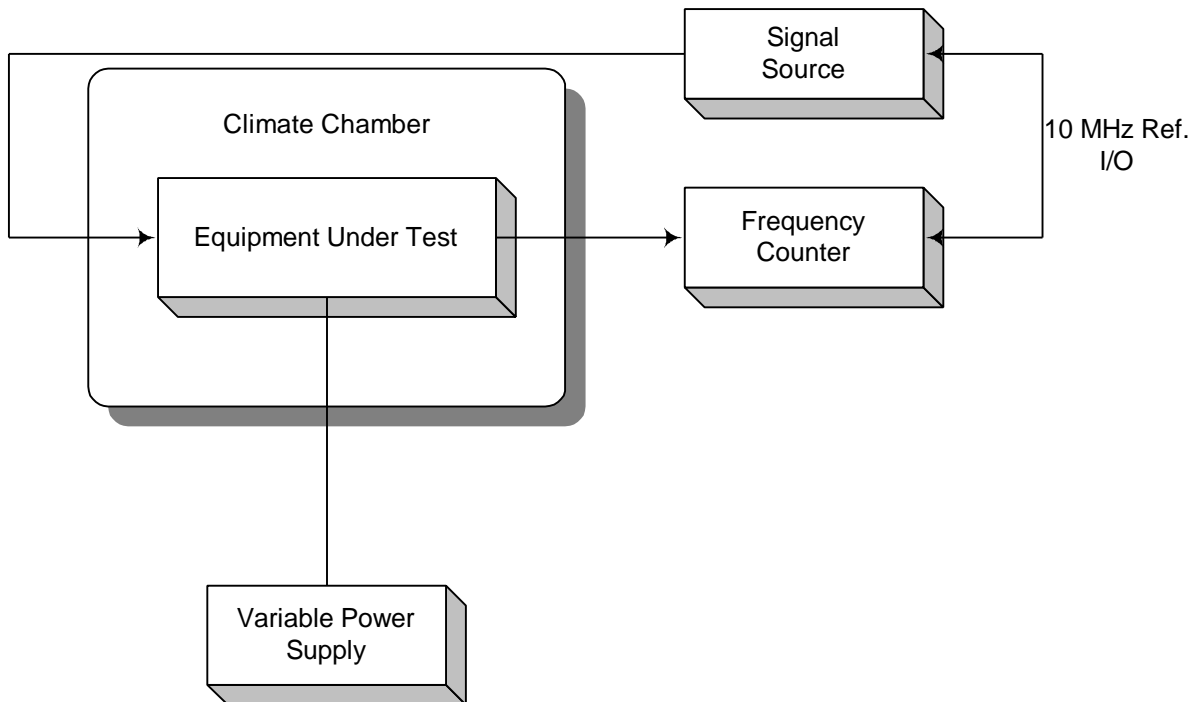 Signal
Source
Climate Chamber
10 MHz Ref.
I/O
Equipment Under Test
Frequency
Counter
Variable Power
Supply